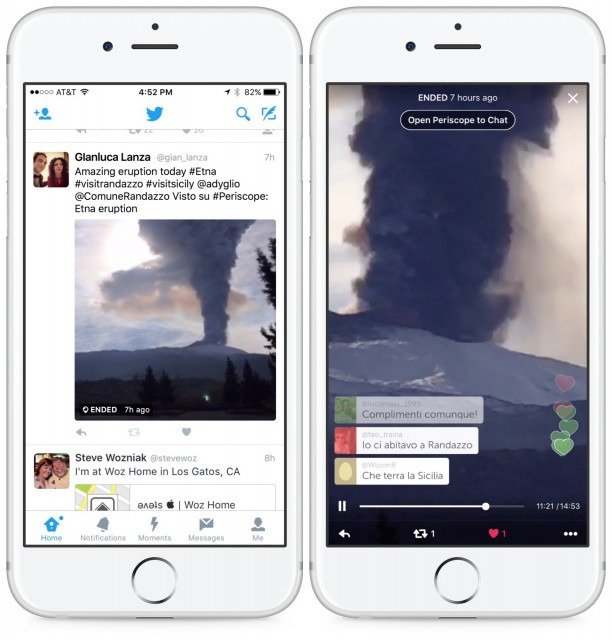 AT&T
4:52 PM
82%
22
26
Gianluca Lanza @gian_lanza 7h
Amazing eruption today #Etna
#visitrandazzo #visitsicily @adyglio
@ComuneRandazzo Visto su #Periscope:
Etna eruption
ENDED 7h ago
Steve Wozniak @stevewoz 8h
I'm at Woz Home in Los Gatos, CA
| Woz Home
Home
Notifications
Moments
Messages
Me
ENDED 7 hours ago
Open Periscope to Chat
Complimenti comunque!
@feo_fraina
Io ci abitavo a Randazzo
Che terra la Sicilia
11:21 / 14:53
1
1